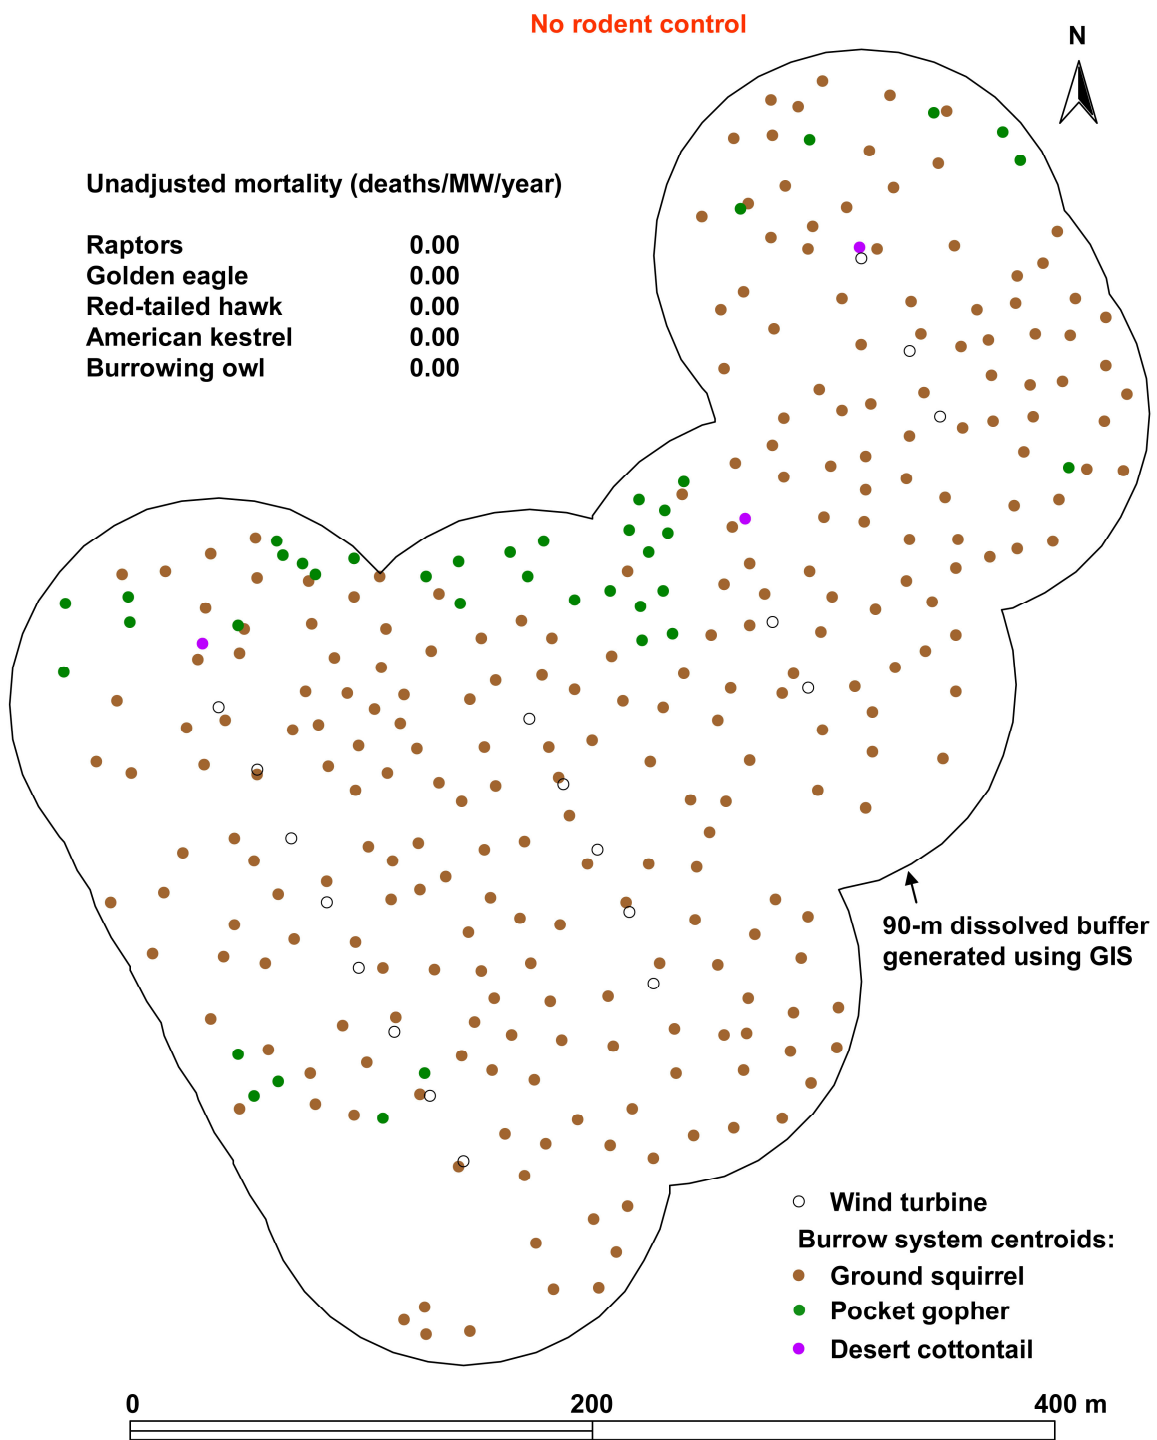 No rodent control
N
Unadjusted mortality (deaths/MW/year)
Raptors 0.00
Golden eagle 0.00
Red-tailed hawk 0.00
American kestrel 0.00
Burrowing owl 0.00
90-m dissolved buffer
generated using GIS
Wind turbine
Burrow system centroids:
Ground squirrel
Pocket gopher
Desert cottontail
0 200 400 m